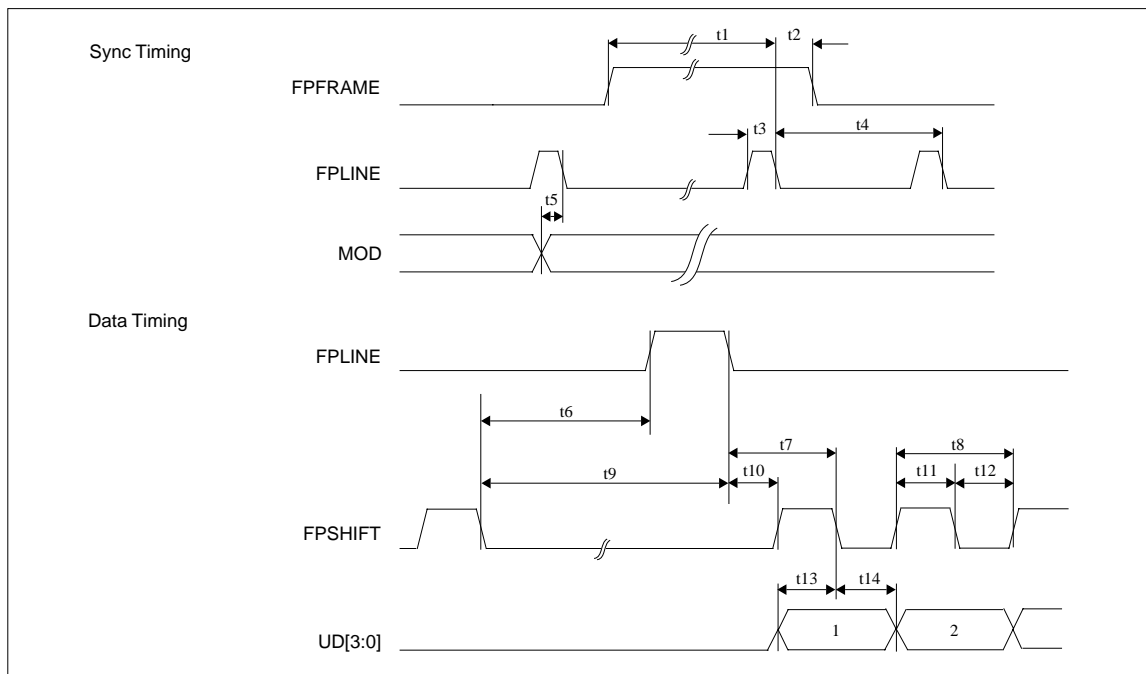 Sync Timing
t1
t2
FPFRAME
t3
t4
FPLINE
t5
MOD
Data Timing
FPLINE
t6
t7
t8
t9
t10
t11
t12
FPSHIFT
t13
t14
UD[3:0]
1
2